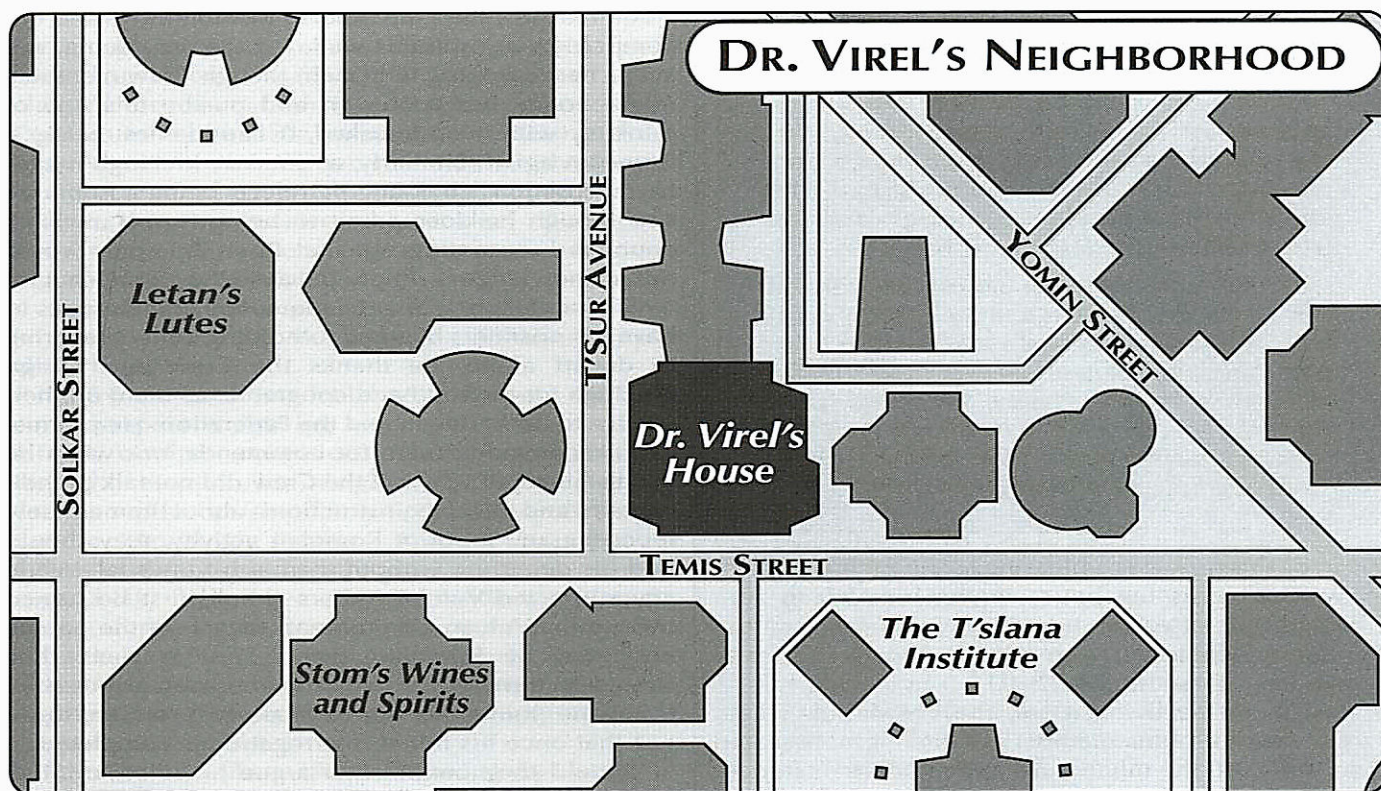 DR. VIREL'S NEIGHBORHOOD
T'SUR AVENUE
YOMIN STREET
Letan's
Lutes
SOLKAR STREET
Dr. Virel's
House
TEMIS STREET
The T'slana
Institute
Stom's Wines
and Spirits